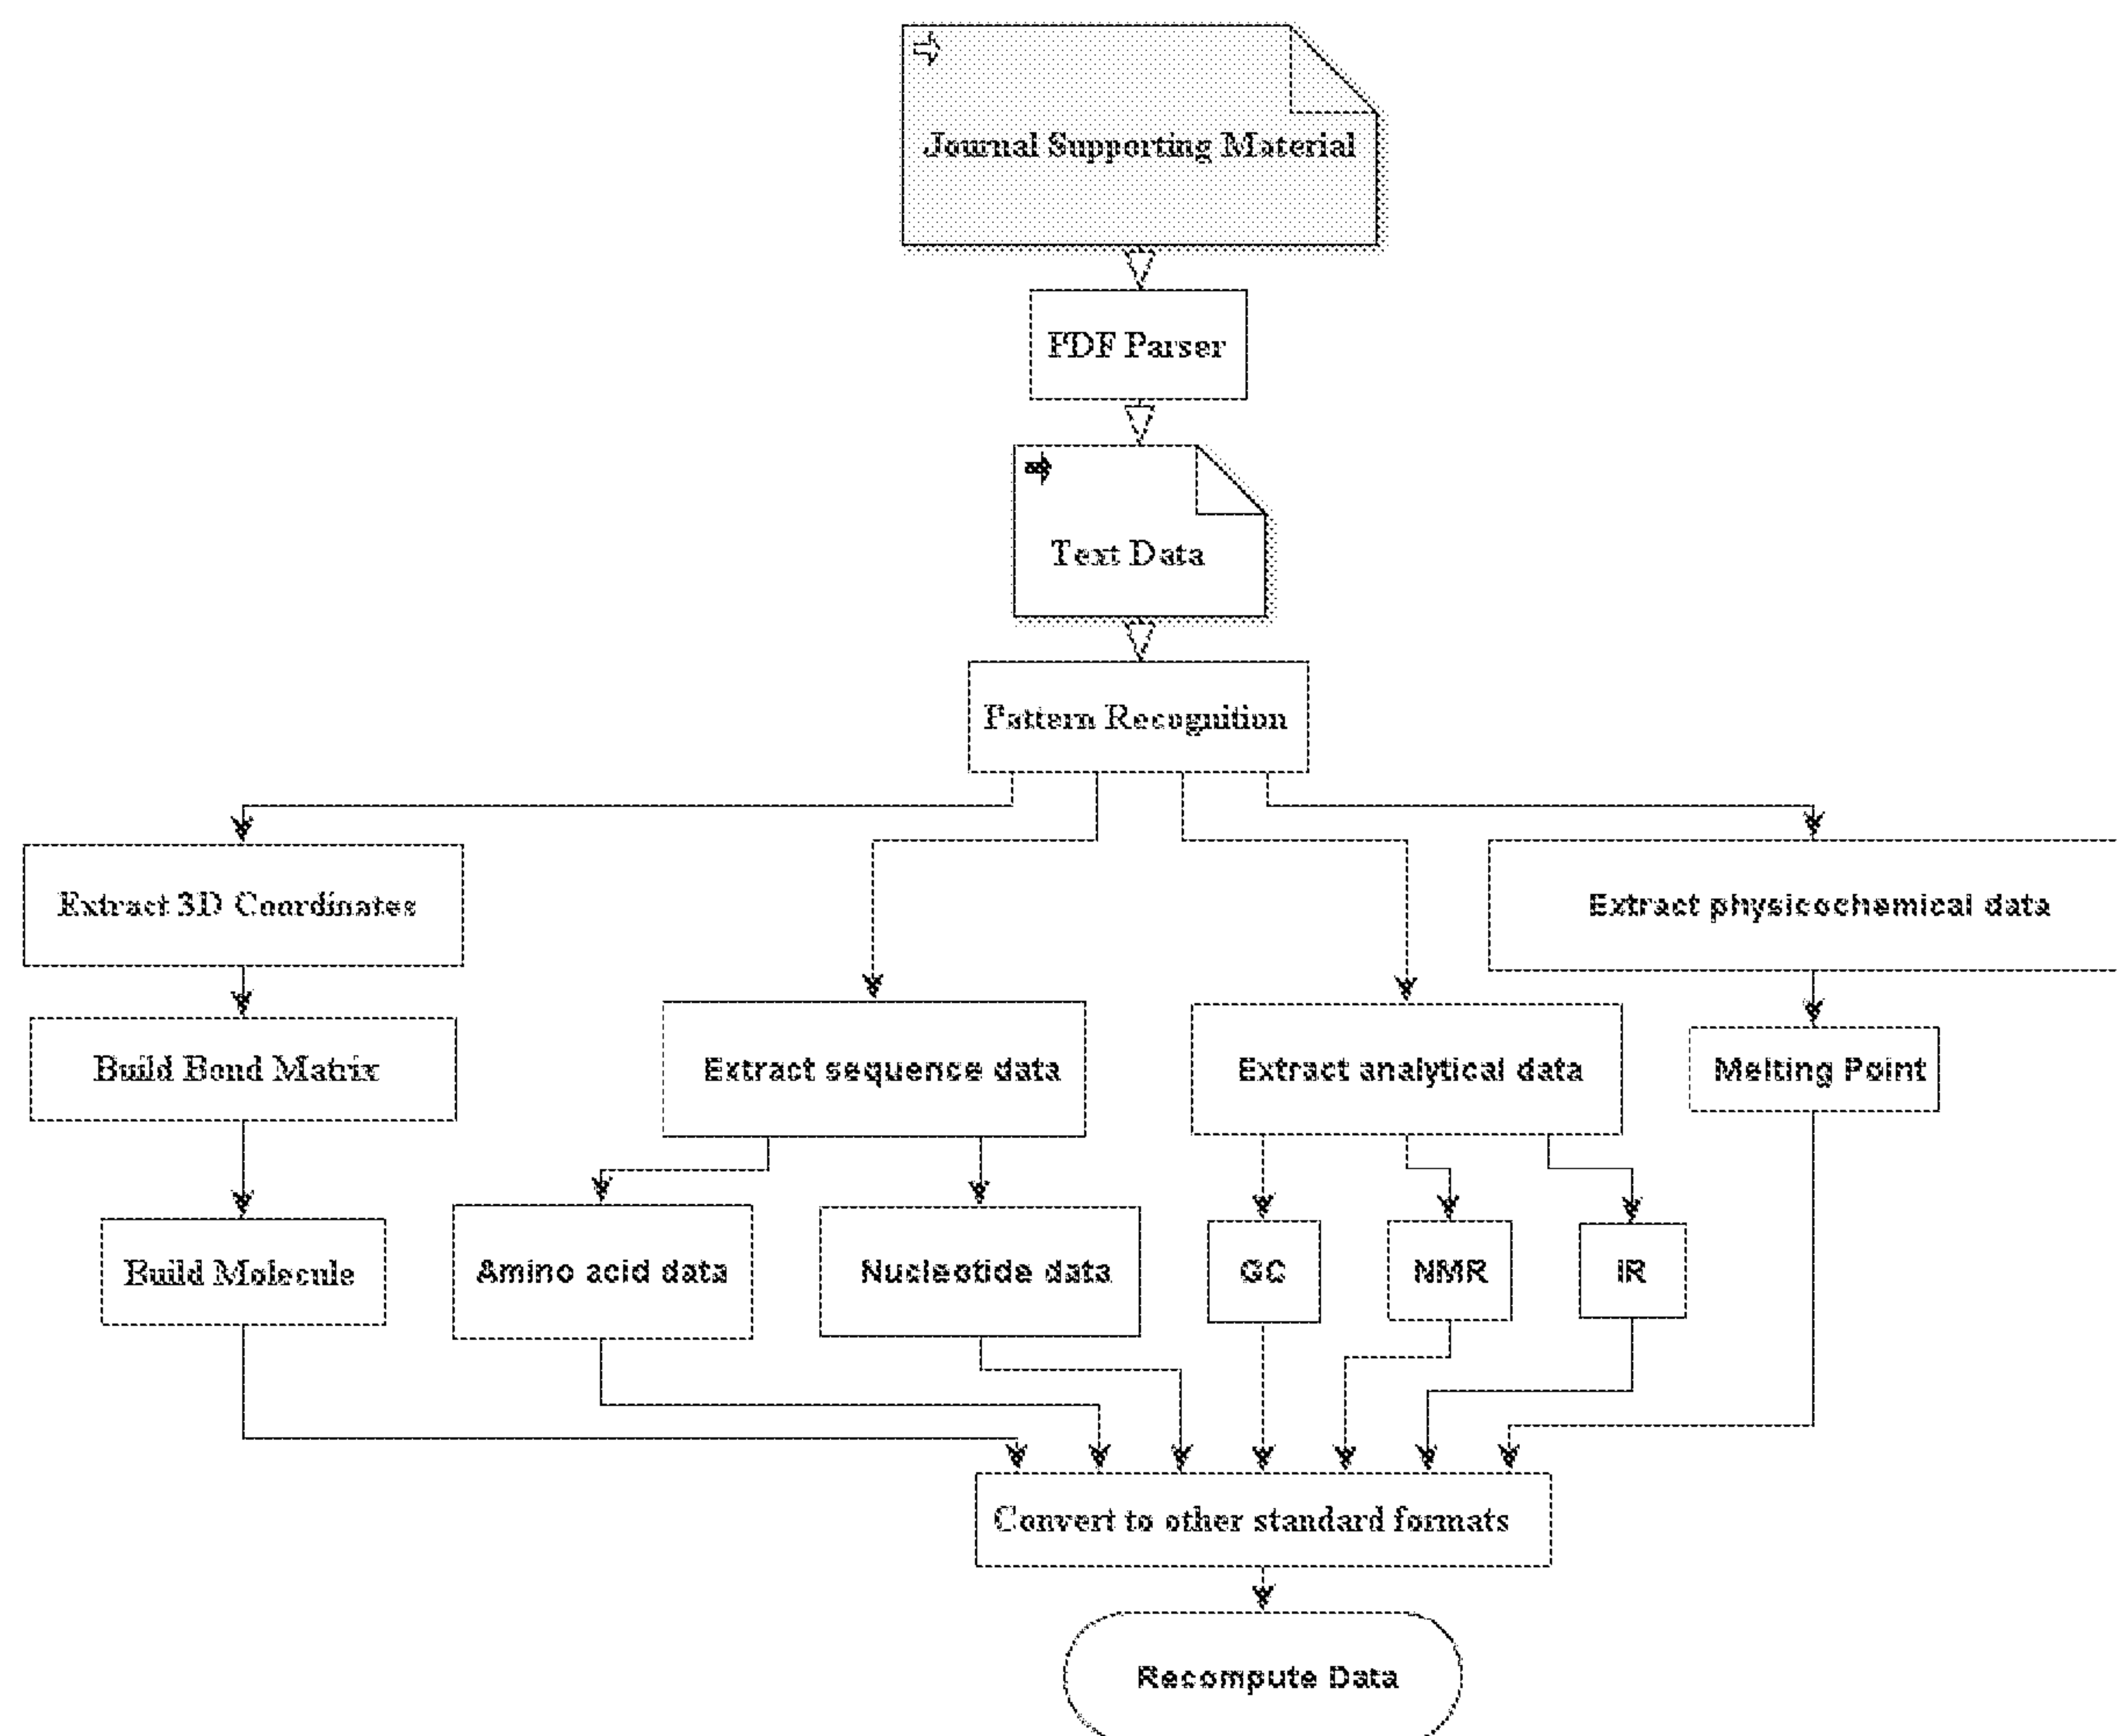 Journal Supporting Material
PDF Parser
Text Data
Pattern Recognition
Extract 3D Coordinates
Extract physicochemical data
Build Bond Matrix
Extract sequence data
Extract analytical data
Melting Point
Build Molecule
Amino acid data
Nucleotide data
GC
NMR
IR
Convert to other standard formats
Recompute Data